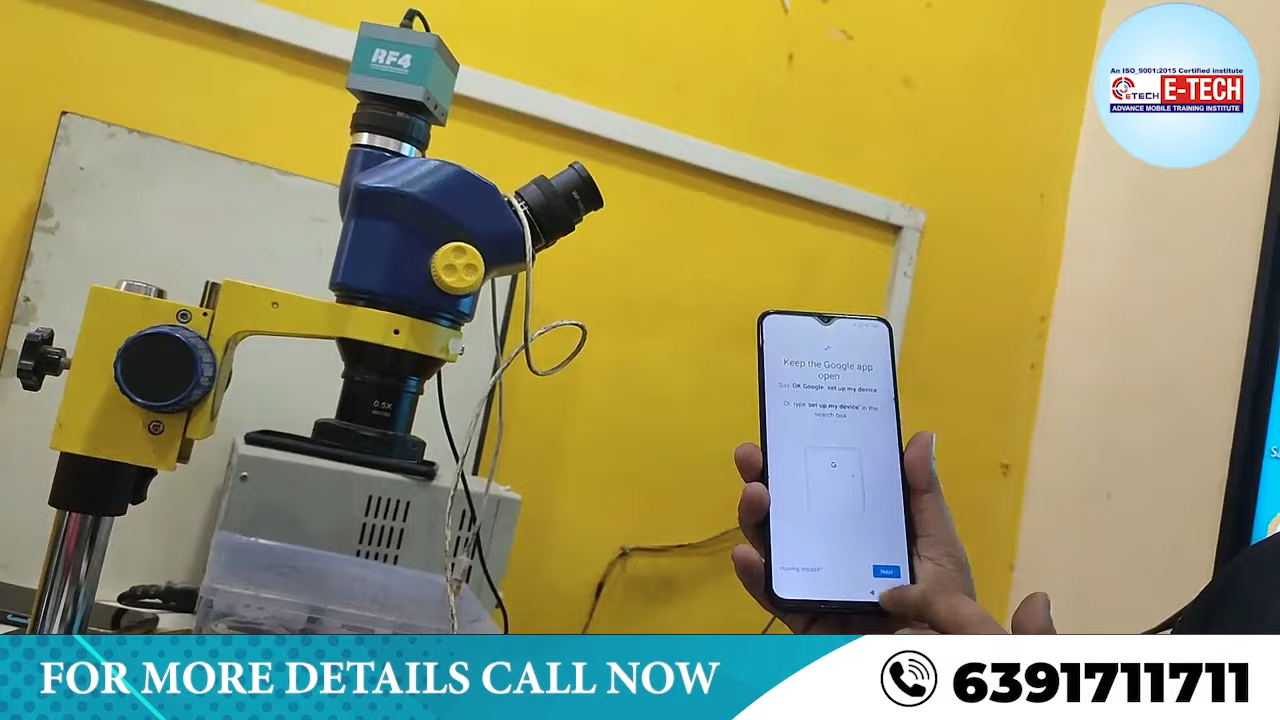 RF4
An ISO_9001:2015 Certified institute
ETECH E-TECH
ADVANCE MOBILE TRAINING INSTITUTE
0.5X
Keep the Google app
open
Say 'OK Google, set up my device'
Or, type 'set up my device' in the
search box
G
Having trouble?
Next
FOR MORE DETAILS CALL NOW
6391711711